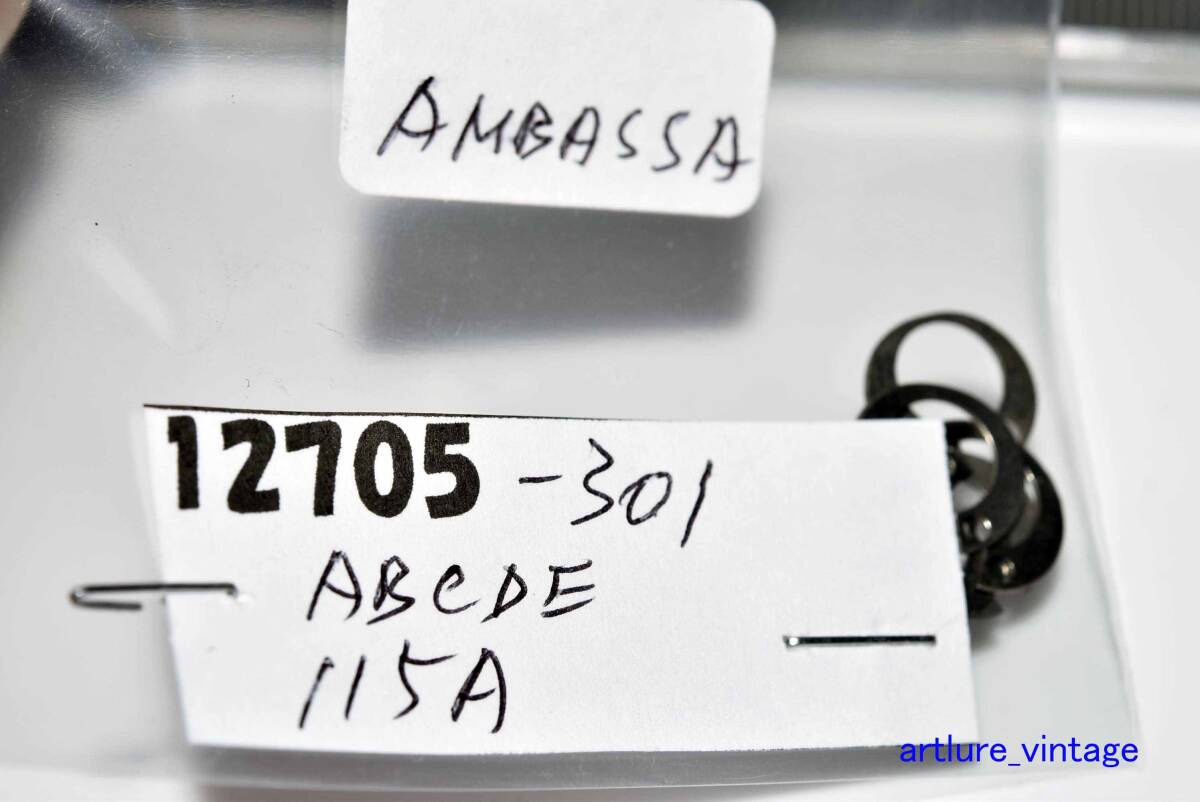 AMBASSA
12705-301
ABCDE
115A
artlure_vintage